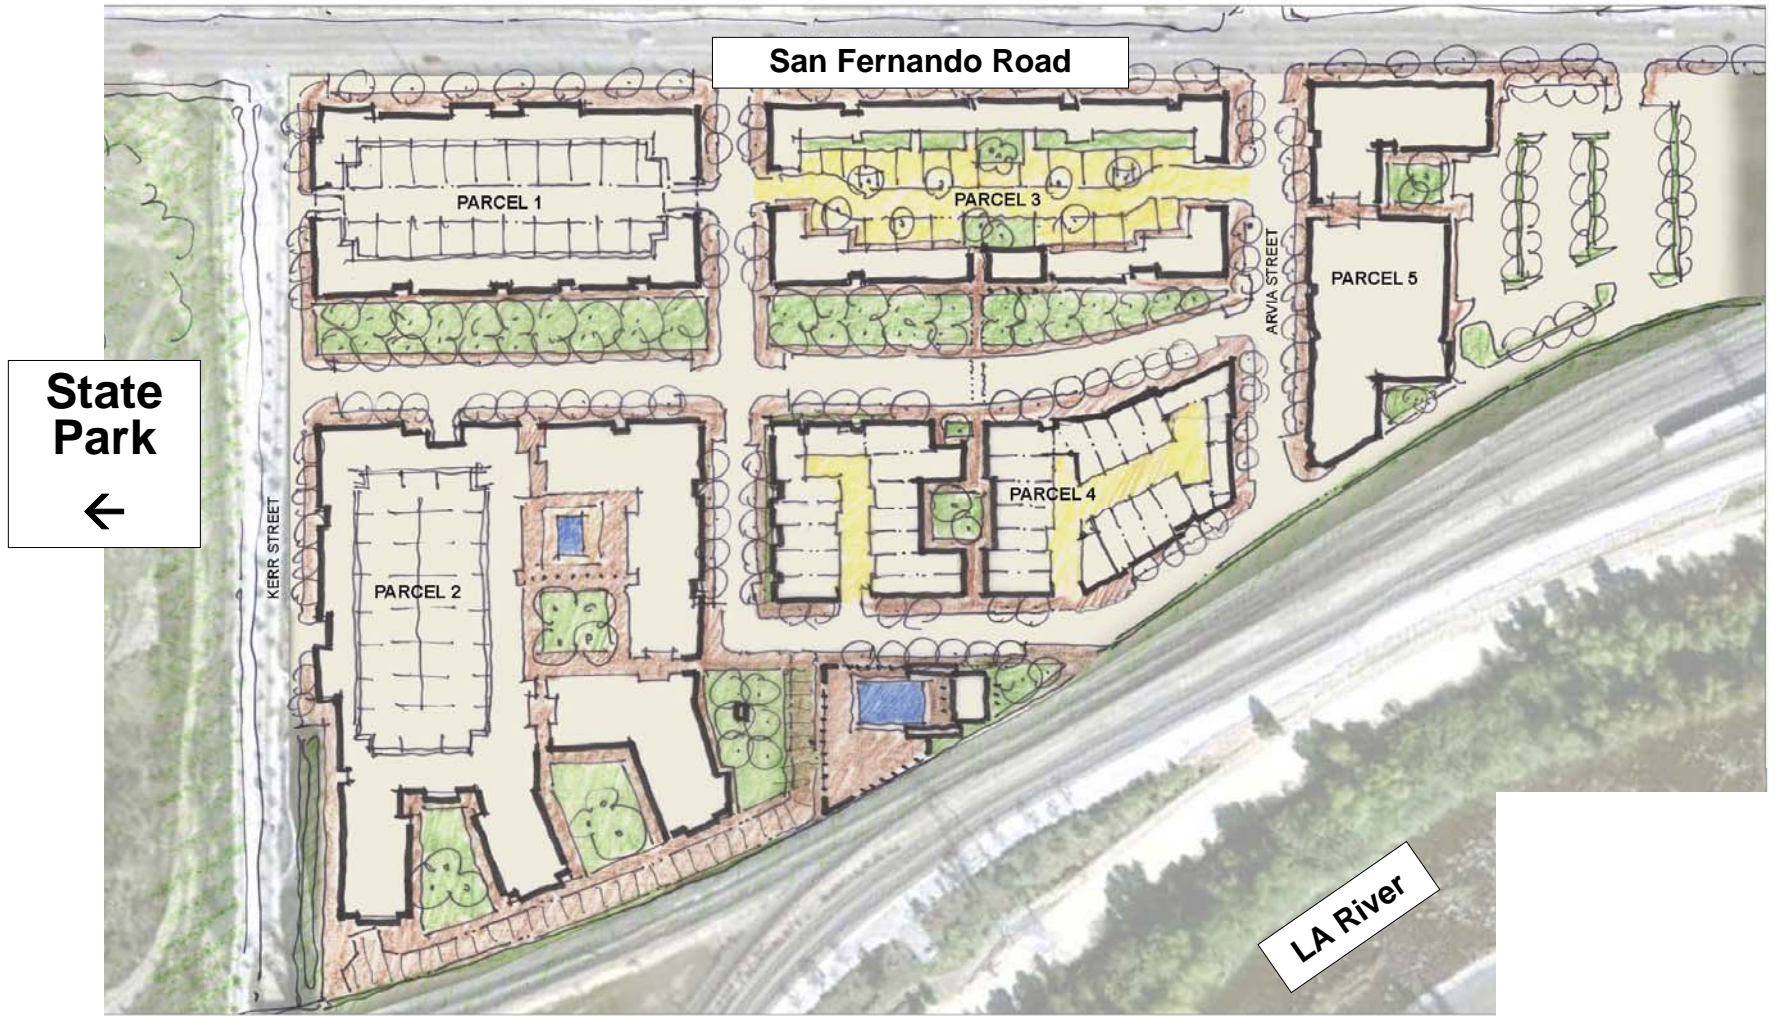 San Fernando Road
PARCEL 1
PARCEL 3
ARVIA STREET
PARCEL 5
State
Park
←
KERR STREET
PARCEL 2
PARCEL 4
LA River